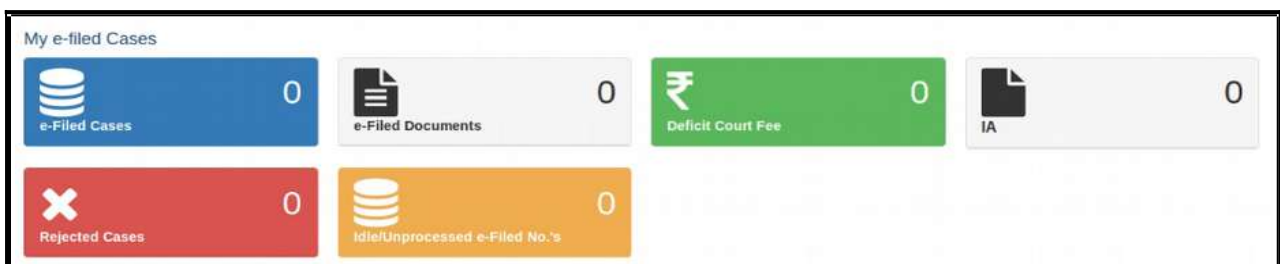 My e-filed Cases
0
e-Filed Cases
0
e-Filed Documents
₹ 0
Deficit Court Fee
0
IA
0
Rejected Cases
0
Idle/Unprocessed e-Filed No.'s